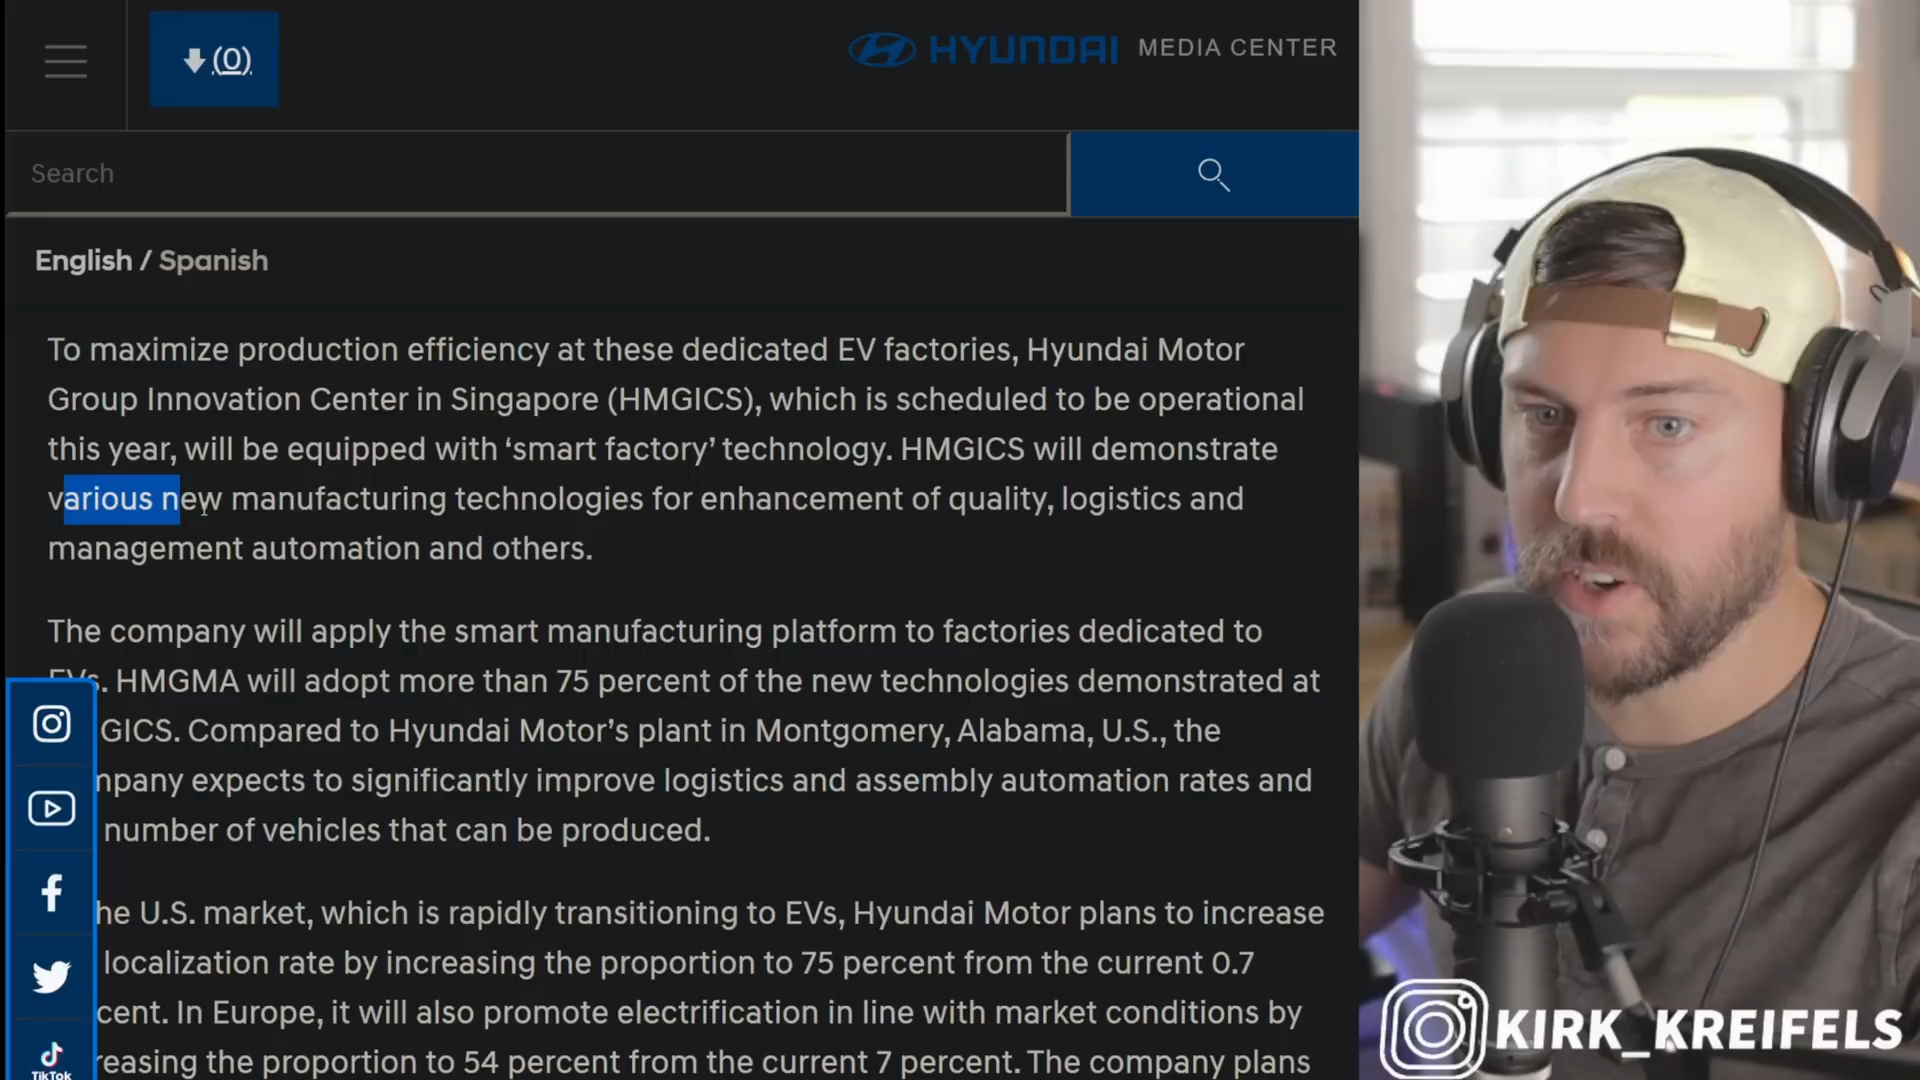 (0)
HYUNDAI MEDIA CENTER
Search
English / Spanish
To maximize production efficiency at these dedicated EV factories, Hyundai Motor
Group Innovation Center in Singapore (HMGICS), which is scheduled to be operational
this year, will be equipped with ‘smart factory’ technology. HMGICS will demonstrate
various new manufacturing technologies for enhancement of quality, logistics and
management automation and others.
The company will apply the smart manufacturing platform to factories dedicated to
EVs. HMGMA will adopt more than 75 percent of the new technologies demonstrated at
GICS. Compared to Hyundai Motor’s plant in Montgomery, Alabama, U.S., the
mpany expects to significantly improve logistics and assembly automation rates and
number of vehicles that can be produced.
he U.S. market, which is rapidly transitioning to EVs, Hyundai Motor plans to increase
localization rate by increasing the proportion to 75 percent from the current 0.7
cent. In Europe, it will also promote electrification in line with market conditions by
reasing the proportion to 54 percent from the current 7 percent. The company plans
TikTok
KIRK_KREIFELS